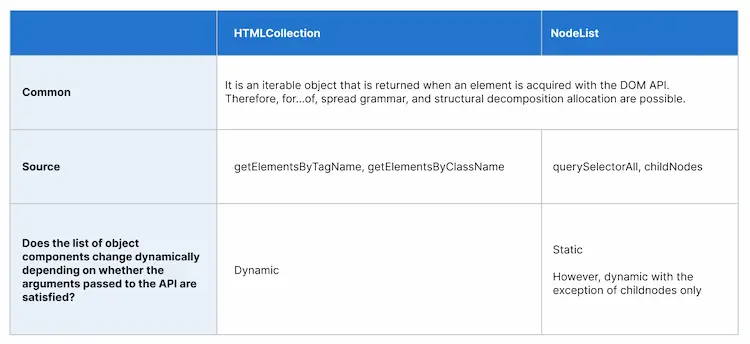 HTMLCollection
NodeList
Common
It is an iterable object that is returned when an element is acquired with the DOM API.
Therefore, for...of, spread grammar, and structural decomposition allocation are possible.
Source
getElementsByTagName, getElementsByClassName
querySelectorAll, childNodes
Does the list of object
components change dynamically
depending on whether the
arguments passed to the API are
satisfied?
Dynamic
Static
However, dynamic with the
exception of childnodes only